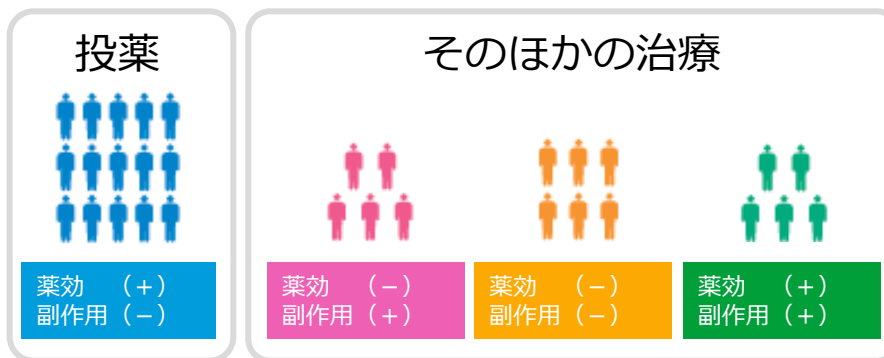 投薬
そのほかの治療
薬効 （＋）
副作用（－）
薬効 （－）
副作用（＋）
薬効 （－）
副作用（－）
薬効 （＋）
副作用（＋）